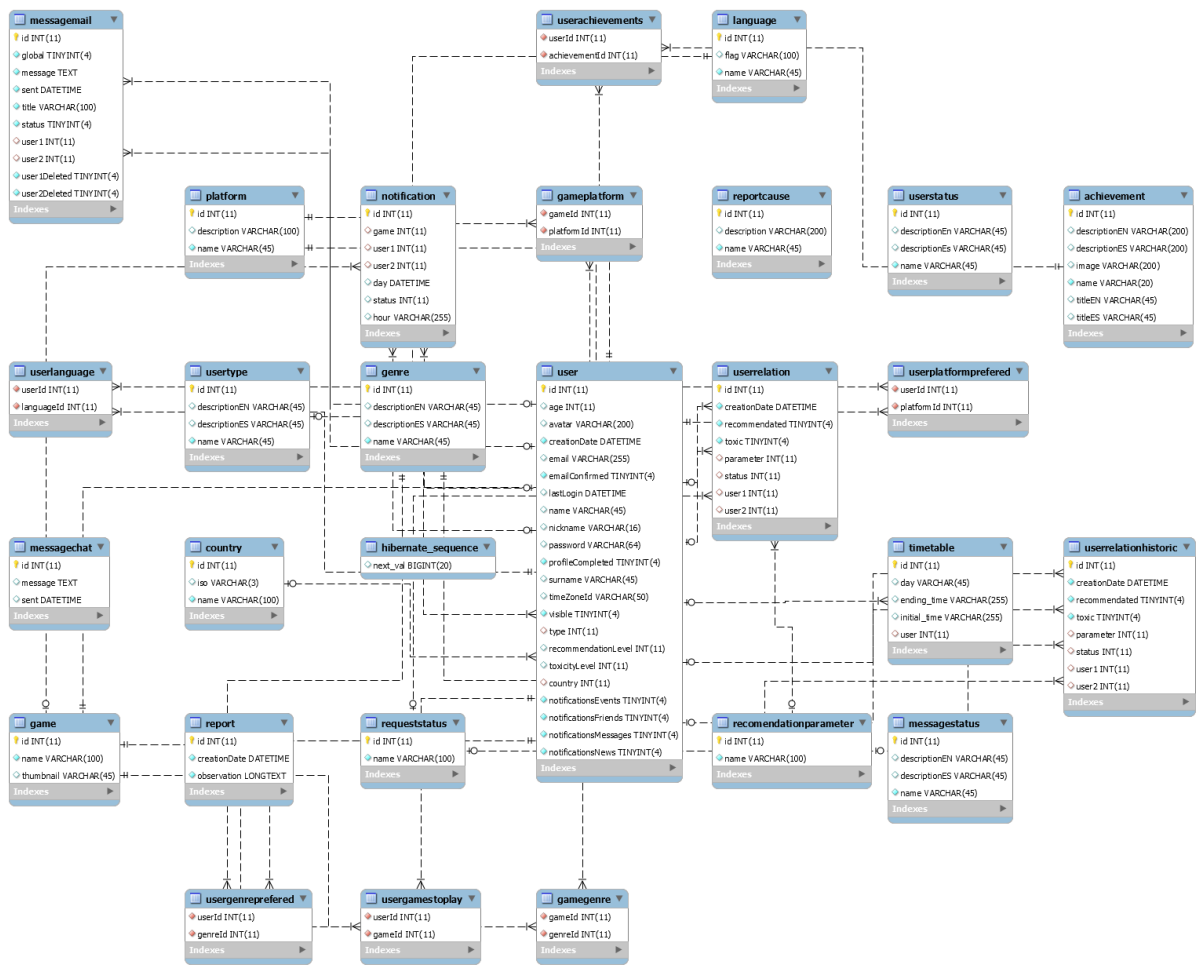 messagemail
id INT(11)
global TINYINT(4)
message TEXT
sent DATETIME
title VARCHAR(100)
status TINYINT(4)
user1 INT(11)
user2 INT(11)
user1Deleted TINYINT(4)
user2Deleted TINYINT(4)
Indexes
userachievements
userId INT(11)
achievementId INT(11)
Indexes
language
id INT(11)
flag VARCHAR(100)
name VARCHAR(45)
Indexes
platform
id INT(11)
description VARCHAR(100)
name VARCHAR(45)
Indexes
notification
id INT(11)
game INT(11)
user1 INT(11)
user2 INT(11)
day DATETIME
status INT(11)
hour VARCHAR(255)
Indexes
gameplatform
gameId INT(11)
platformId INT(11)
Indexes
reportcause
id INT(11)
description VARCHAR(200)
name VARCHAR(45)
Indexes
userstatus
id INT(11)
descriptionEn VARCHAR(45)
descriptionEs VARCHAR(45)
name VARCHAR(45)
Indexes
achievement
id INT(11)
descriptionEN VARCHAR(200)
descriptionES VARCHAR(200)
image VARCHAR(200)
name VARCHAR(20)
titleEN VARCHAR(45)
titleES VARCHAR(45)
Indexes
userlanguage
userId INT(11)
languageId INT(11)
Indexes
usertype
id INT(11)
descriptionEN VARCHAR(45)
descriptionES VARCHAR(45)
name VARCHAR(45)
Indexes
genre
id INT(11)
descriptionEN VARCHAR(45)
descriptionES VARCHAR(45)
name VARCHAR(45)
Indexes
user
id INT(11)
age INT(11)
avatar VARCHAR(200)
creationDate DATETIME
email VARCHAR(255)
emailConfirmed TINYINT(4)
lastLogin DATETIME
name VARCHAR(45)
nickname VARCHAR(16)
password VARCHAR(64)
profileCompleted TINYINT(4)
surname VARCHAR(45)
timeZoneId VARCHAR(50)
visible TINYINT(4)
type INT(11)
recommendationLevel INT(11)
toxicityLevel INT(11)
country INT(11)
notificationsEvents TINYINT(4)
notificationsFriends TINYINT(4)
notificationsMessages TINYINT(4)
notificationsNews TINYINT(4)
Indexes
userrelation
id INT(11)
creationDate DATETIME
recommendated TINYINT(4)
toxic TINYINT(4)
parameter INT(11)
status INT(11)
user1 INT(11)
user2 INT(11)
Indexes
userplatformprefered
userId INT(11)
platformId INT(11)
Indexes
messagechat
id INT(11)
message TEXT
sent DATETIME
Indexes
country
id INT(11)
iso VARCHAR(3)
name VARCHAR(100)
Indexes
hibernate_sequence
next_val BIGINT(20)
Indexes
timetable
id INT(11)
day VARCHAR(45)
ending_time VARCHAR(255)
initial_time VARCHAR(255)
user INT(11)
Indexes
userrelationhistoric
id INT(11)
creationDate DATETIME
recommendated TINYINT(4)
toxic TINYINT(4)
parameter INT(11)
status INT(11)
user1 INT(11)
user2 INT(11)
Indexes
game
id INT(11)
name VARCHAR(100)
thumbnail VARCHAR(45)
Indexes
report
id INT(11)
creationDate DATETIME
observation LONGTEXT
Indexes
requeststatus
id INT(11)
name VARCHAR(100)
Indexes
recomendationparameter
id INT(11)
name VARCHAR(100)
Indexes
messagestatus
id INT(11)
descriptionEN VARCHAR(45)
descriptionES VARCHAR(45)
name VARCHAR(45)
Indexes
usergenreprefered
userId INT(11)
genreId INT(11)
Indexes
usergamestoplay
userId INT(11)
gameId INT(11)
Indexes
gamegenre
gameId INT(11)
genreId INT(11)
Indexes